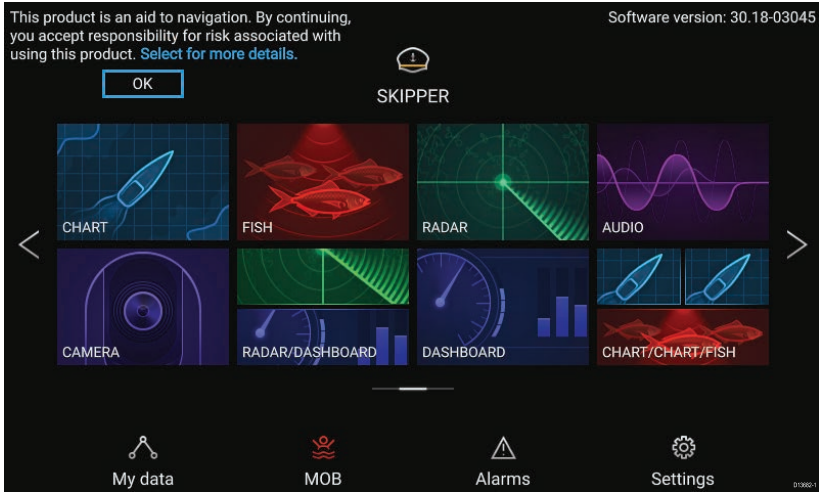 This product is an aid to navigation. By continuing,
you accept responsibility for risk associated with
using this product. Select for more details.
OK
Software version: 30.18-03045
SKIPPER
CHART
FISH
RADAR
AUDIO
CAMERA
RADAR/DASHBOARD
DASHBOARD
CHART/CHART/FISH
My data
MOB
Alarms
Settings
D13682-1